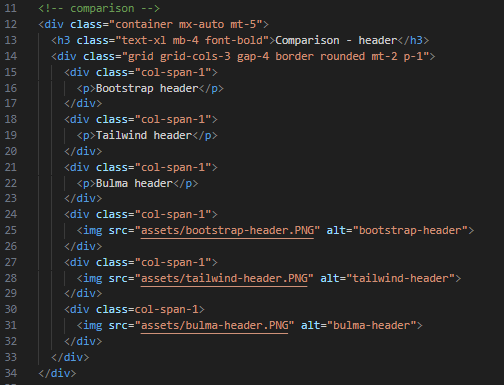 11 <!-- comparison -->
12 <div class="container mx-auto mt-5">
13 <h3 class="text-xl mb-4 font-bold">Comparison - header</h3>
14 <div class="grid grid-cols-3 gap-4 border rounded mt-2 p-1">
15 <div class="col-span-1">
16 <p>Bootstrap header</p>
17 </div>
18 <div class="col-span-1">
19 <p>Tailwind header</p>
20 </div>
21 <div class="col-span-1">
22 <p>Bulma header</p>
23 </div>
24 <div class="col-span-1">
25 <img src="assets/bootstrap-header.PNG" alt="bootstrap-header">
26 </div>
27 <div class="col-span-1">
28 <img src="assets/tailwind-header.PNG" alt="tailwind-header">
29 </div>
30 <div class=col-span-1>
31 <img src="assets/bulma-header.PNG" alt="bulma-header">
32 </div>
33 </div>
34 </div>